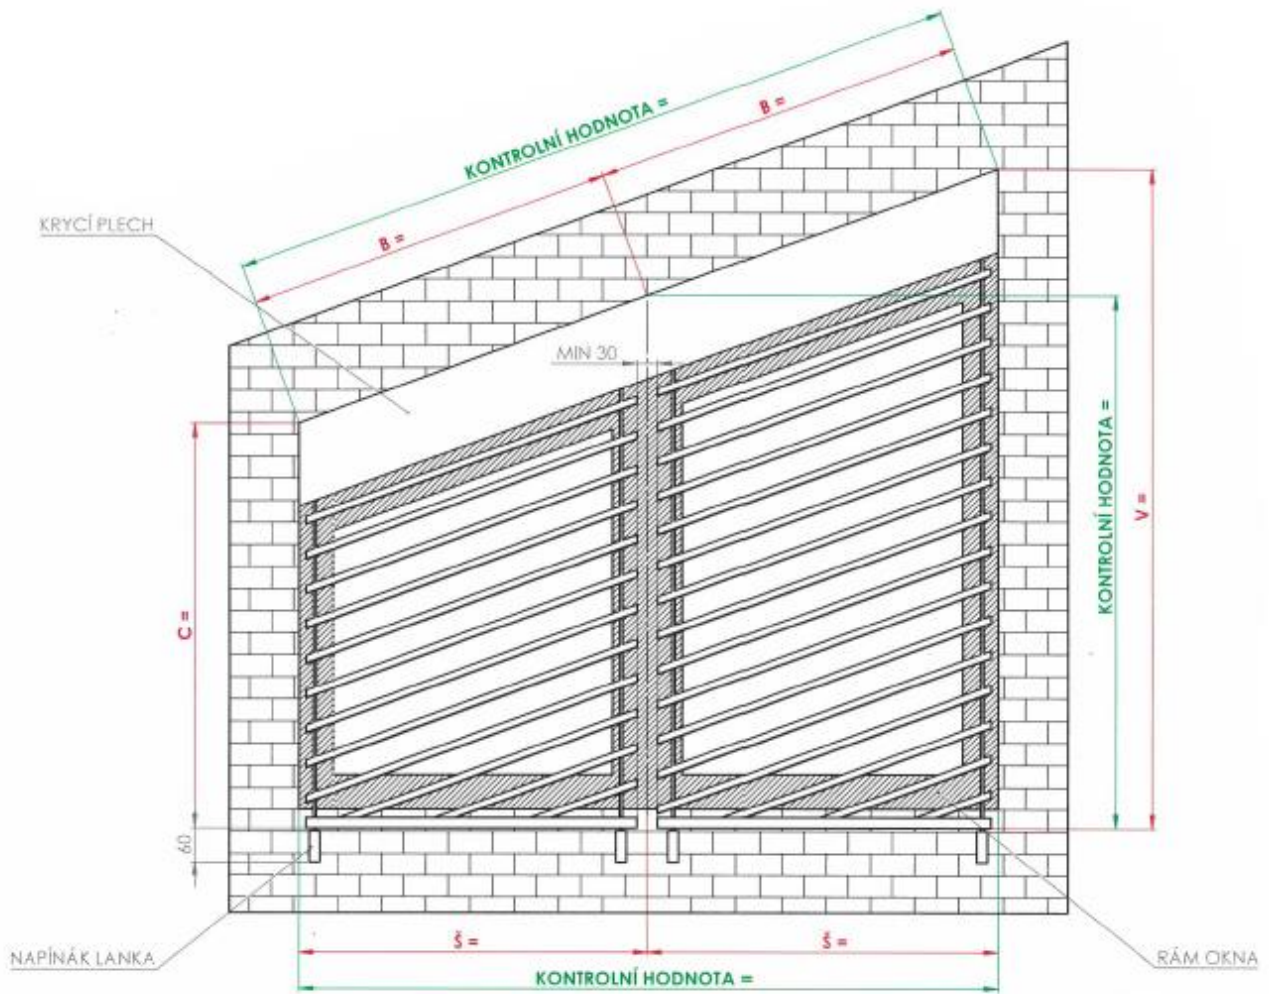 KONTROLNÍ HODNOTA =
B =
B =
KRYCÍ PLECH
MIN 30
KONTROLNÍ HODNOTA =
V =
C =
60
NAPÍNÁK LANKA
Š =
Š =
RÁM OKNA
KONTROLNÍ HODNOTA =